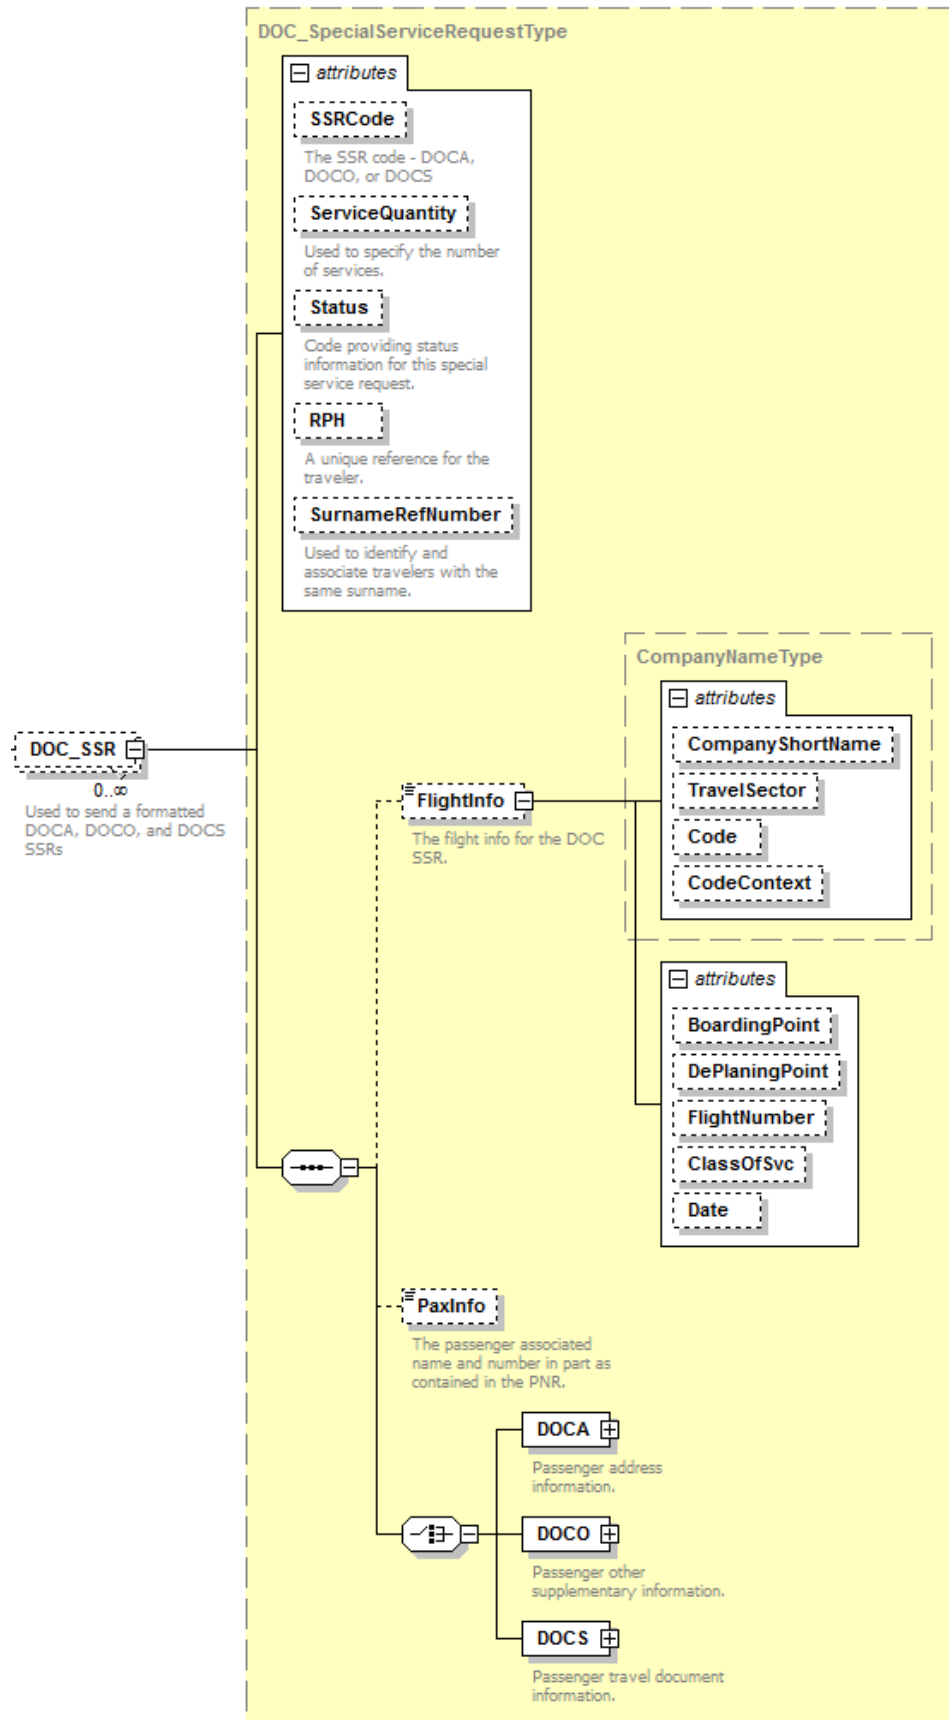 DOC_SpecialServiceRequestType
attributes
SSRCode
The SSR code - DOCA,
DOCO, or DOCS
ServiceQuantity
Used to specify the number
of services.
Status
Code providing status
information for this special
service request.
RPH
A unique reference for the
traveler.
SurnameRefNumber
Used to identify and
associate travelers with the
same surname.
DOC_SSR
0..∞
Used to send a formatted
DOCA, DOCO, and DOCS
SSRs
FlightInfo
The filght info for the DOC
SSR.
CompanyNameType
attributes
CompanyShortName
TravelSector
Code
CodeContext
attributes
BoardingPoint
DePlaningPoint
FlightNumber
ClassOfSvc
Date
PaxInfo
The passenger associated
name and number in part as
contained in the PNR.
DOCA
Passenger address
information.
DOCO
Passenger other
supplementary information.
DOCS
Passenger travel document
information.